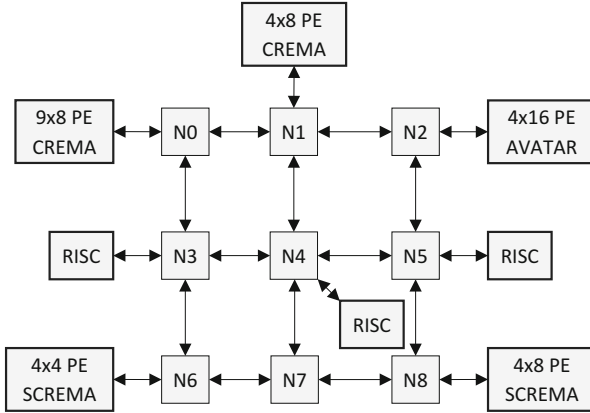 4x8 PE
CREMA
9x8 PE
CREMA
N0
N1
N2
4x16 PE
AVATAR
RISC
N3
N4
N5
RISC
RISC
4x4 PE
SCREMA
N6
N7
N8
4x8 PE
SCREMA